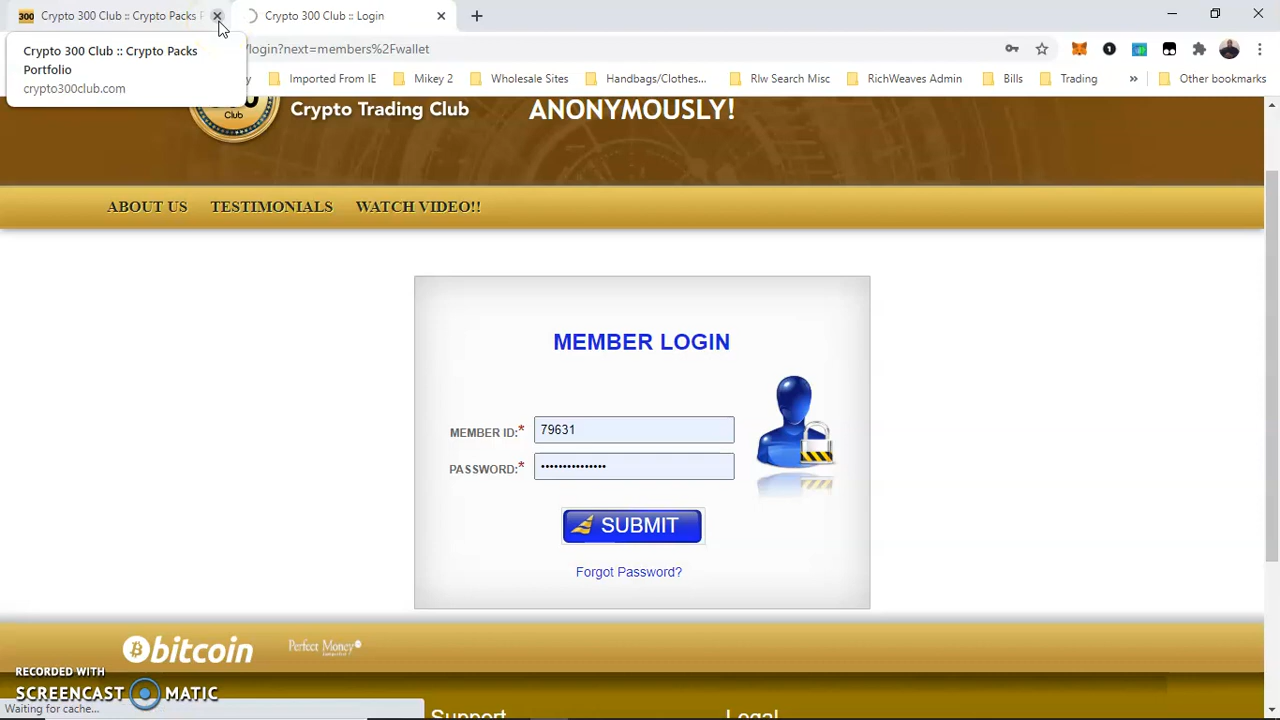 300 Crypto 300 Club :: Crypto Packs P
Crypto 300 Club :: Login
Crypto 300 Club :: Crypto Packs
Portfolio
crypto300club.com
/login?next=members%2Fwallet
Imported From IE
Mikey 2
Wholesale Sites
Handbags/Clothes...
Rlw Search Misc
RichWeaves Admin
Bills
Trading
»
Other bookmarks
Club
Crypto Trading Club
ANONYMOUSLY!
ABOUT US
TESTIMONIALS
WATCH VIDEO!!
MEMBER LOGIN
MEMBER ID:* 79631
PASSWORD:* •••••••••••••••
SUBMIT
Forgot Password?
bitcoin
Perfect Money
RECORDED WITH
SCREENCAST MATIC
Waiting for cache...
Support
Legal